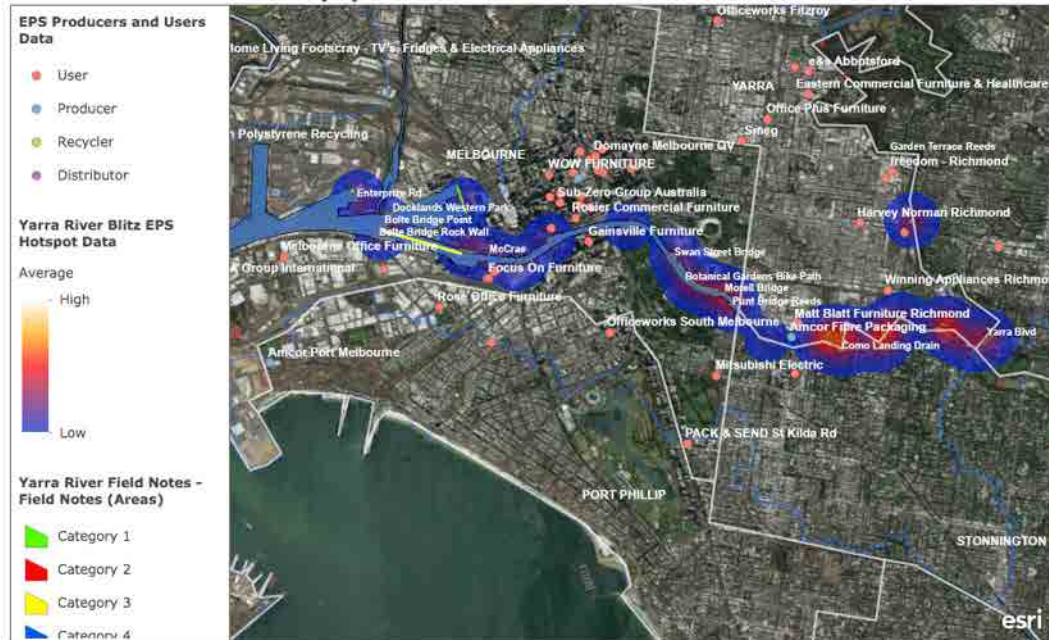 EPS Producers and Users
Data
User
Producer
Recycler
Distributor
Yarra River Blitz EPS
Hotspot Data
Average
High
Low
Yarra River Field Notes -
Field Notes (Areas)
Category 1
Category 2
Category 3
Category 4
Officeworks Fitzroy
Home Living Footscray - TV's, Fridges & Electrical Appliances
e&s Abbotsford
YARRA
Eastern Commercial Furniture & Healthcare
Office Plus Furniture
Polystyrene Recycling
Smeg
MELBOURNE
Domayne Melbourne QV
Garden Terrace Reeds
WOW FURNITURE
freedom - Richmond
Enterprize Rd
Sub-Zero Group Australia
Docklands Western Park
Rosier Commercial Furniture
Bolte Bridge Point
Harvey Norman Richmond
Bolte Bridge Rock Wall
Gainsville Furniture
Melbourne Office Furniture
McCrae
Swan Street Bridge
Group International
Focus On Furniture
Botanical Gardens Bike Path
Winning Appliances Richmo
Morell Bridge
Rose Office Furniture
Punt Bridge Reeds
Matt Blatt Furniture Richmond
Officeworks South Melbourne
Amcor Fibre Packaging
Yarra Blvd
Como Landing Drain
Amcor Port Melbourne
Mitsubishi Electric
PACK & SEND St Kilda Rd
PORT PHILLIP
STONNINGTON
esri